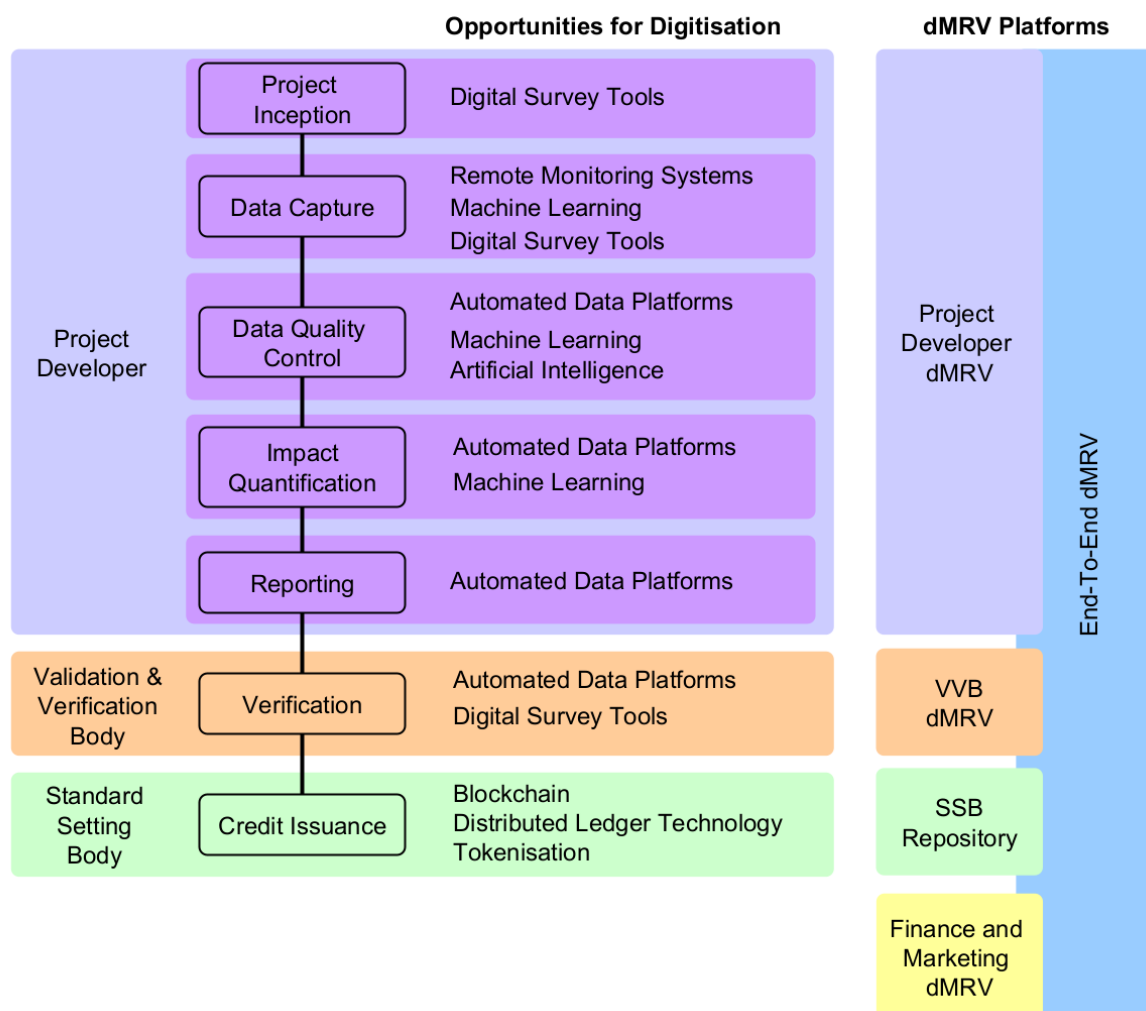 Opportunities for Digitisation
dMRV Platforms
Project
Developer
Project
Inception
Digital Survey Tools
Data Capture
Remote Monitoring Systems
Machine Learning
Digital Survey Tools
Data Quality
Control
Automated Data Platforms
Machine Learning
Artificial Intelligence
Impact
Quantification
Automated Data Platforms
Machine Learning
Reporting
Automated Data Platforms
Validation &
Verification
Body
Verification
Automated Data Platforms
Digital Survey Tools
Standard
Setting
Body
Credit Issuance
Blockchain
Distributed Ledger Technology
Tokenisation
Project
Developer
dMRV
VVB
dMRV
SSB
Repository
Finance and
Marketing
dMRV
End-To-End dMRV